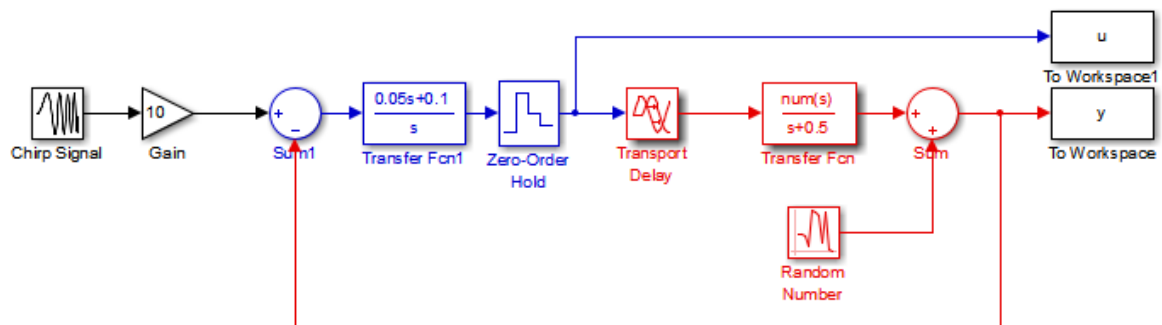 u
To Workspace1
Chirp Signal
10
Gain
+
−
Sum1
0.05s+0.1
s
Transfer Fcn1
Zero-Order
Hold
Transport
Delay
num(s)
s+0.5
Transfer Fcn
+
+
Sum
y
To Workspace
Random
Number